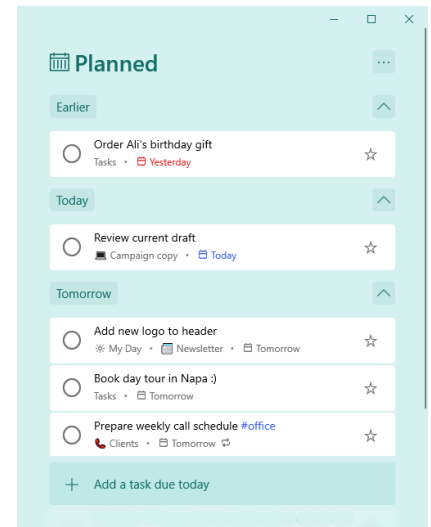 Planned
Earlier
Order Ali's birthday gift
Tasks • Yesterday
Today
Review current draft
Campaign copy • Today
Tomorrow
Add new logo to header
My Day • Newsletter • Tomorrow
Book day tour in Napa :)
Tasks • Tomorrow
Prepare weekly call schedule #office
Clients • Tomorrow
Add a task due today